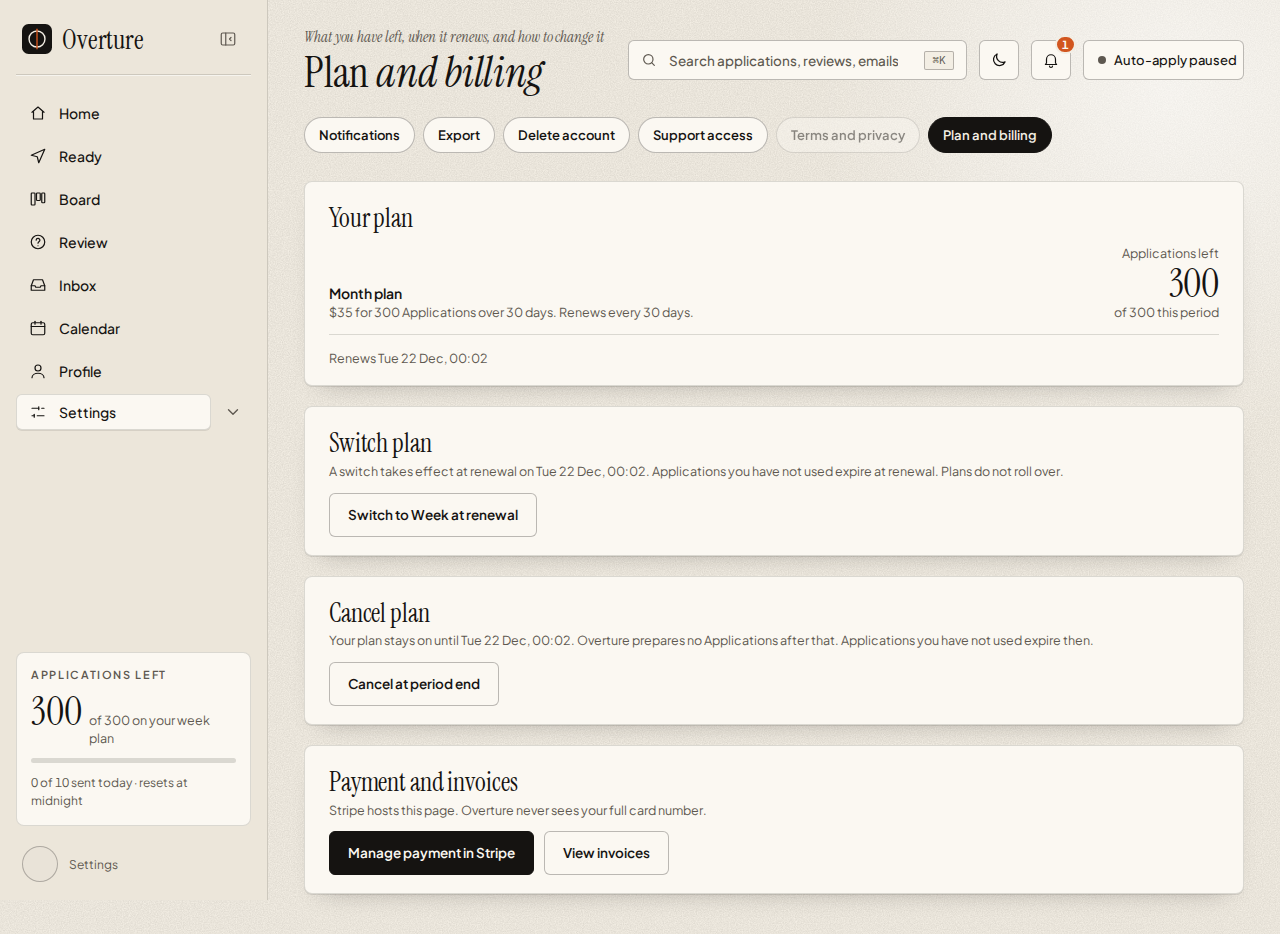 Overture
Home
Ready
Board
Review
Inbox
Calendar
Profile
Settings
APPLICATIONS LEFT
300 of 300 on your week
plan
0 of 10 sent today · resets at
midnight
Settings
What you have left, when it renews, and how to change it
Plan and billing
Search applications, reviews, emails ⌘K
1
Auto-apply paused
Notifications
Export
Delete account
Support access
Terms and privacy
Plan and billing
Your plan
Applications left
300
of 300 this period
Month plan
$35 for 300 Applications over 30 days. Renews every 30 days.
Renews Tue 22 Dec, 00:02
Switch plan
A switch takes effect at renewal on Tue 22 Dec, 00:02. Applications you have not used expire at renewal. Plans do not roll over.
Switch to Week at renewal
Cancel plan
Your plan stays on until Tue 22 Dec, 00:02. Overture prepares no Applications after that. Applications you have not used expire then.
Cancel at period end
Payment and invoices
Stripe hosts this page. Overture never sees your full card number.
Manage payment in Stripe
View invoices